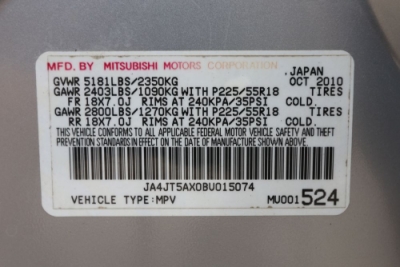 MFD. BY MITSUBISHI MOTORS CORPORATION
JAPAN
GVWR 5181LBS/2350KG OCT 2010
GAWR 2403LBS/1090KG WITH P225/55R18 TIRES
FR 18X7.0J RIMS AT 240KPA/35PSI COLD.
GAWR 2800LBS/1270KG WITH P225/55R18 TIRES
RR 18X7.0J RIMS AT 240KPA/35PSI COLD.
THIS VEHICLE CONFORMS TO ALL APPLICABLE FEDERAL MOTOR VEHICLE SAFETY AND
THEFT PREVENTION STANDARDS IN EFFECT ON THE DATE OF MANUFACTURE SHOWN ABOVE.
JA4JT5AX0BU015074
VEHICLE TYPE:MPV MU001524